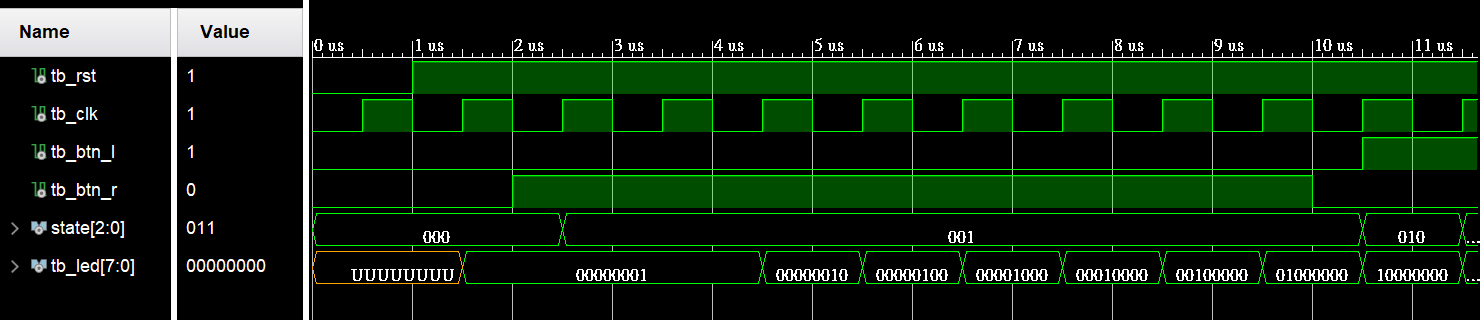 Name Value
0 us 1 us 2 us 3 us 4 us 5 us 6 us 7 us 8 us 9 us 10 us 11 us
tb_rst 1
tb_clk 1
tb_btn_l 1
tb_btn_r 0
state[2:0] 011 000 001 010 ...
tb_led[7:0] 00000000 UUUUUUUU 00000001 00000010 00000100 00001000 00010000 00100000 01000000 10000000 ...